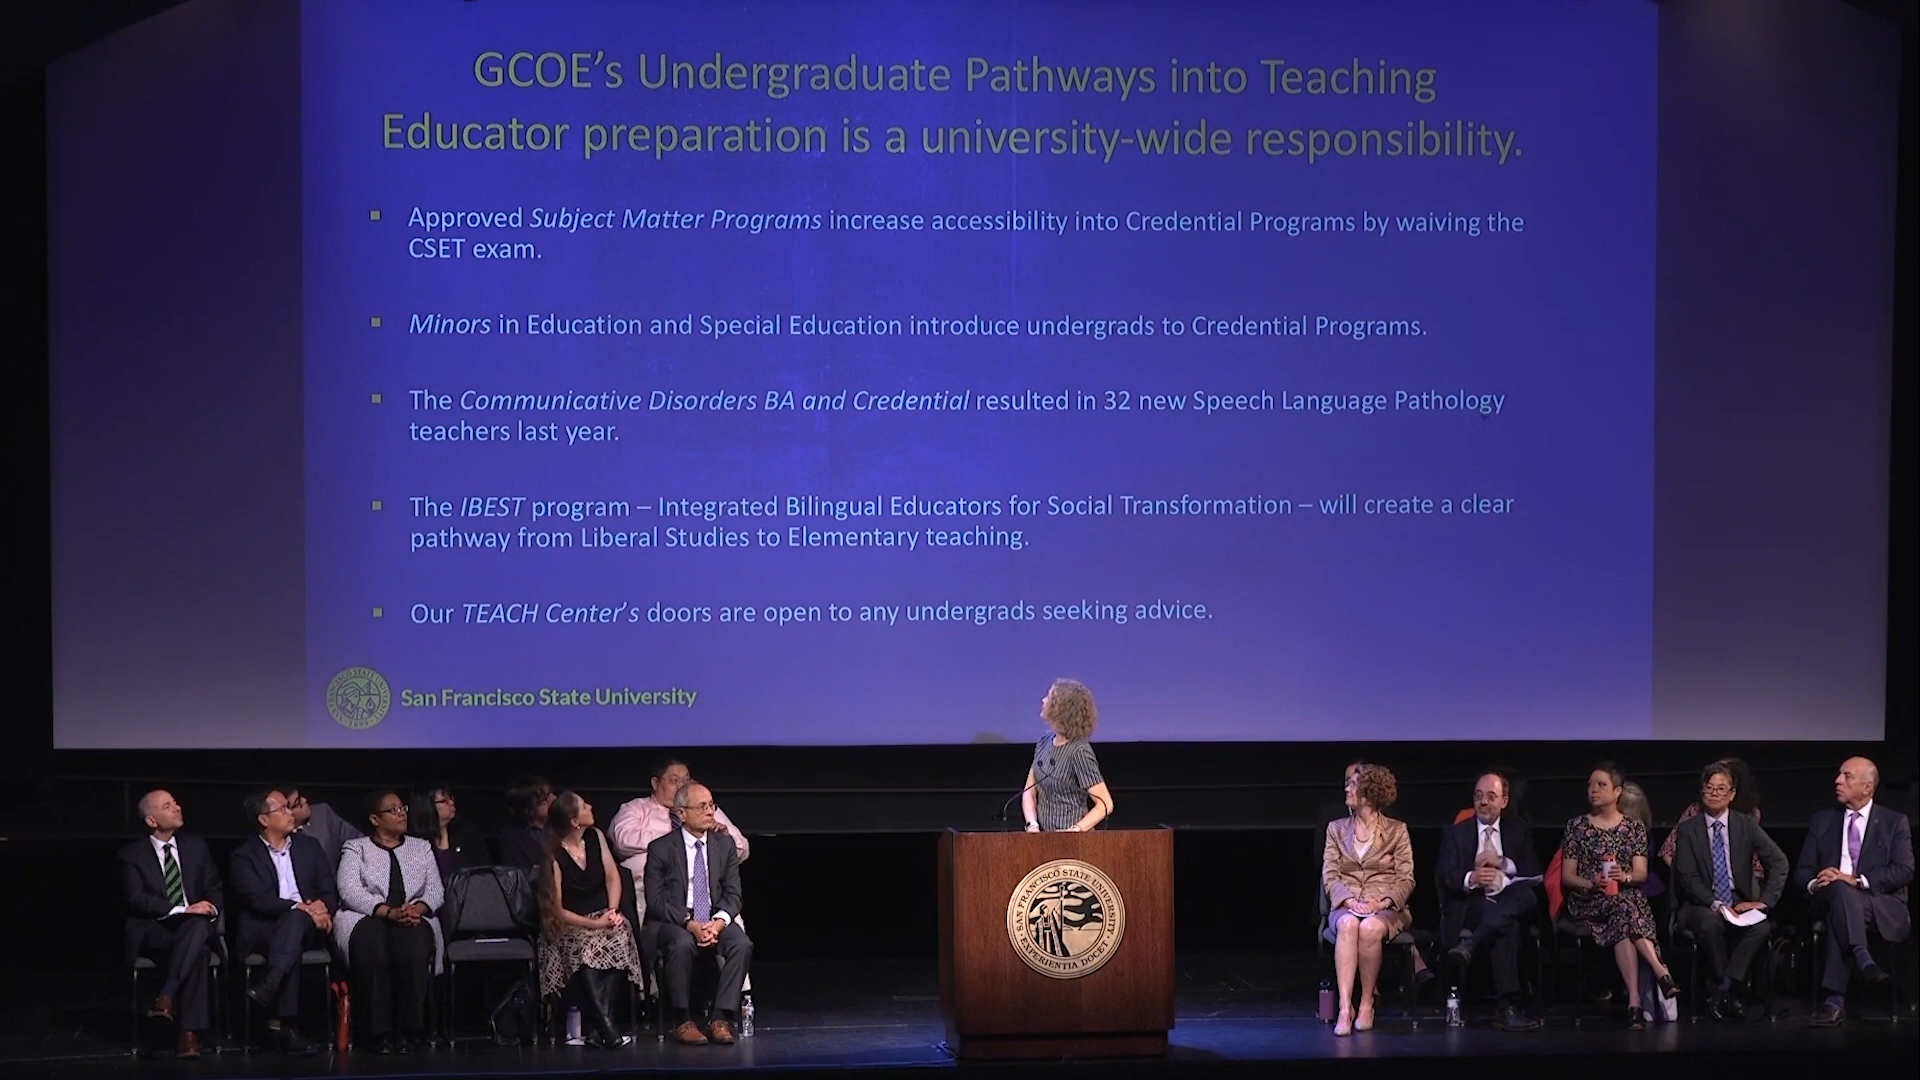 GCOE's Undergraduate Pathways into Teaching
Educator preparation is a university-wide responsibility.
▪ Approved Subject Matter Programs increase accessibility into Credential Programs by waiving the
CSET exam.
▪ Minors in Education and Special Education introduce undergrads to Credential Programs.
▪ The Communicative Disorders BA and Credential resulted in 32 new Speech Language Pathology
teachers last year.
▪ The IBEST program – Integrated Bilingual Educators for Social Transformation – will create a clear
pathway from Liberal Studies to Elementary teaching.
▪ Our TEACH Center's doors are open to any undergrads seeking advice.
San Francisco State University
SAN FRANCISCO STATE UNIVERSITY
EXPERIENTIA DOCET